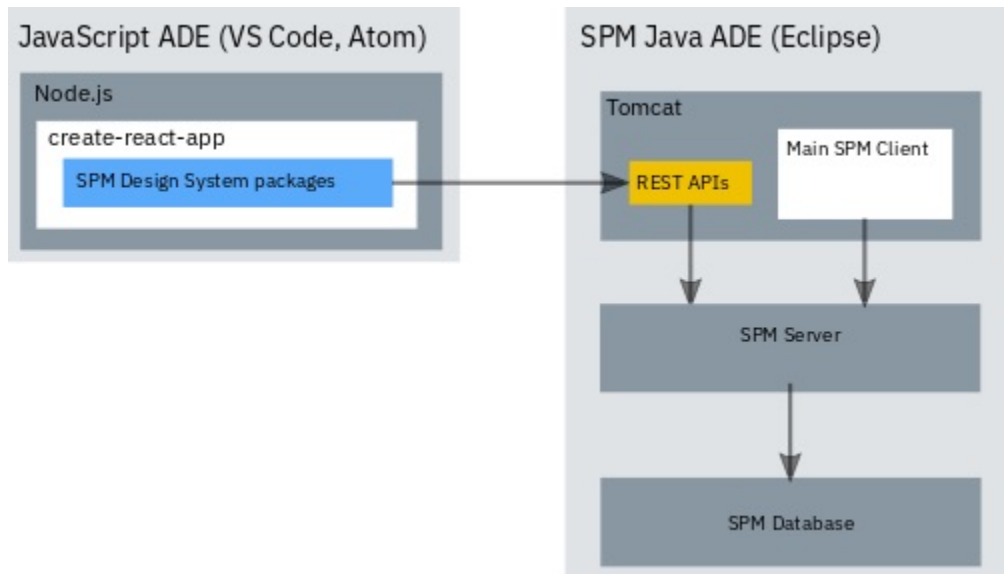 JavaScript ADE (VS Code, Atom)
Node.js
create-react-app
SPM Design System packages
SPM Java ADE (Eclipse)
Tomcat
Main SPM Client
REST APIs
SPM Server
SPM Database